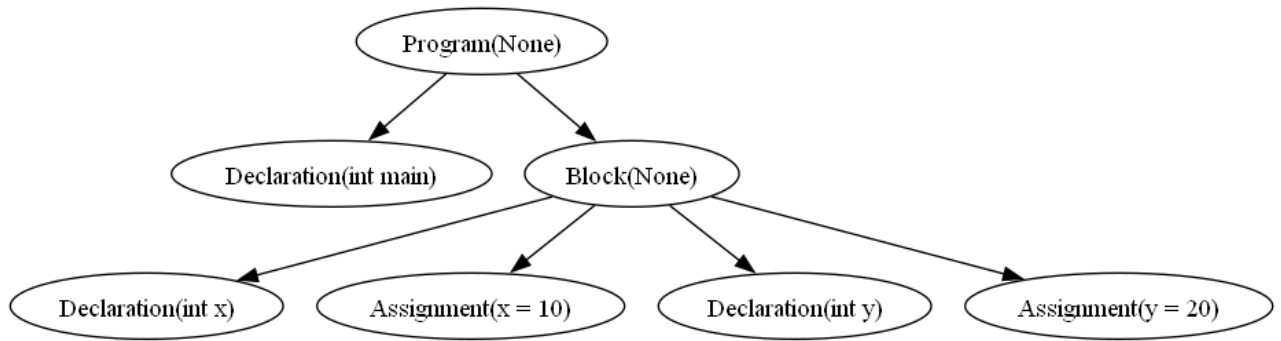 Program(None)
Declaration(int main)
Block(None)
Declaration(int x)
Assignment(x = 10)
Declaration(int y)
Assignment(y = 20)